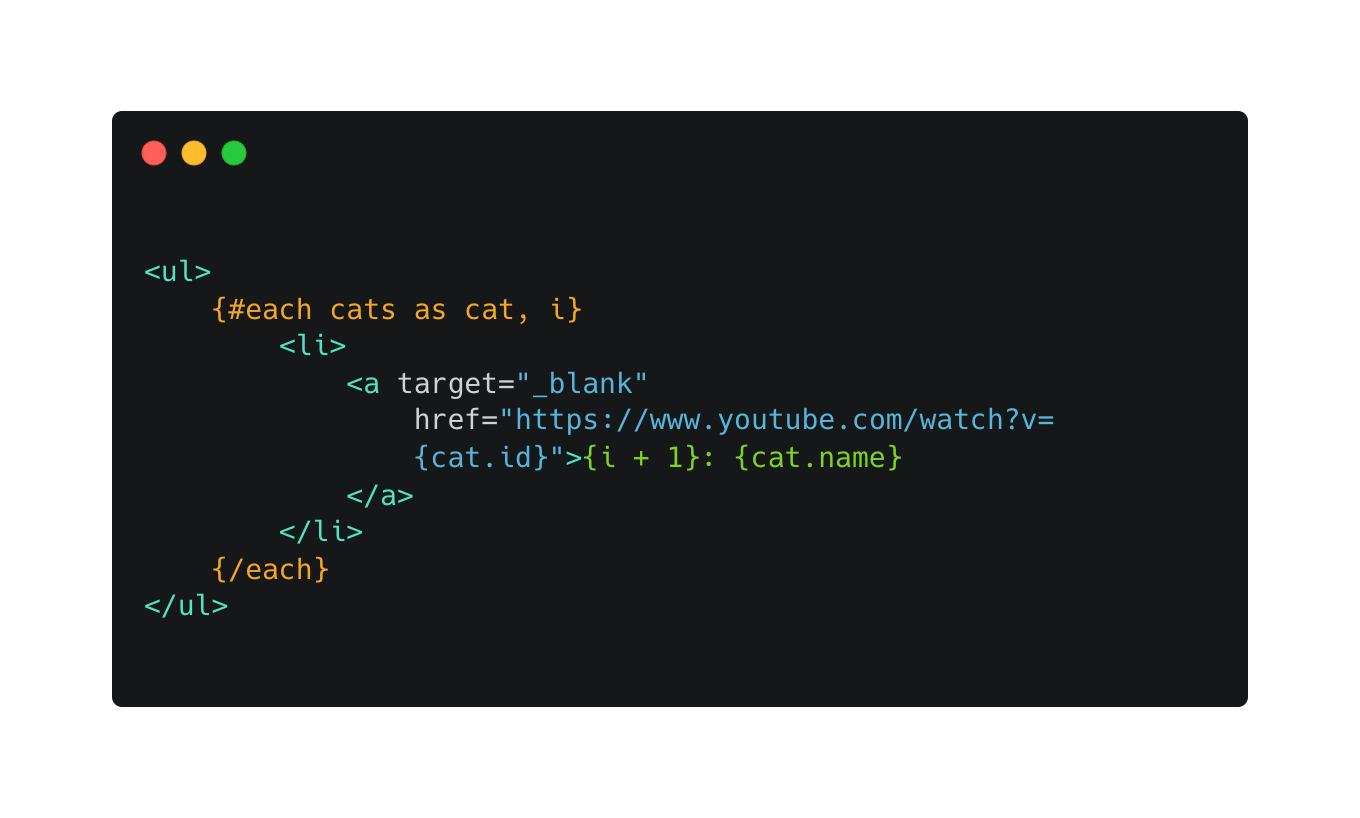 <ul>
    {#each cats as cat, i}
        <li>
            <a target="_blank"
                href="https://www.youtube.com/watch?v=
                {cat.id}">{i + 1}: {cat.name}
            </a>
        </li>
    {/each}
</ul>